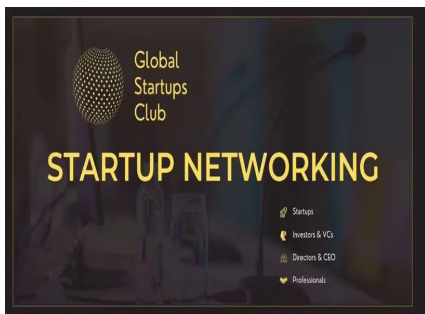 Global
Startups
Club
STARTUP NETWORKING
Startups
Investors & VCs
Directors & CEO
Professionals